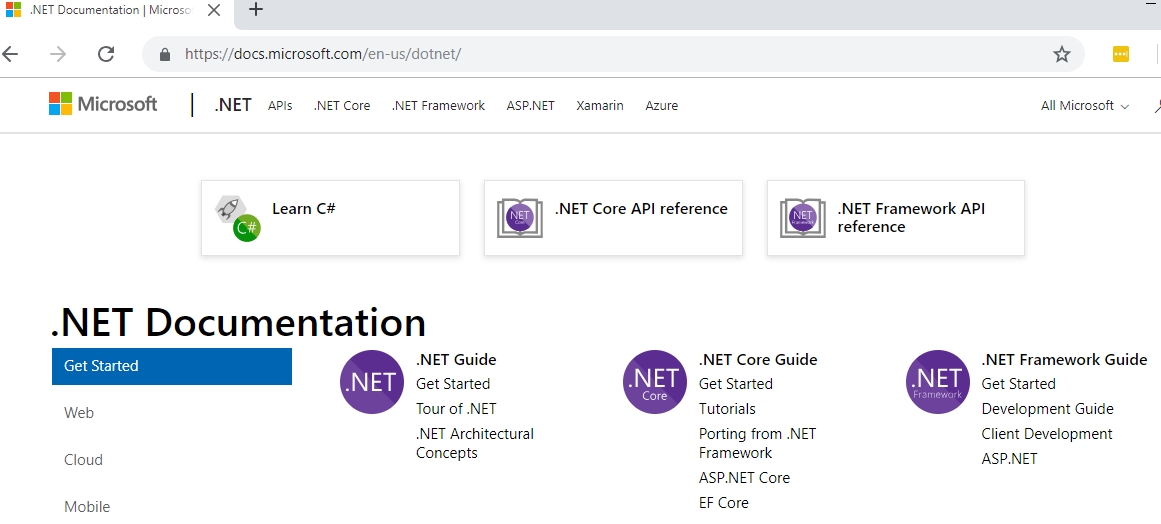 .NET Documentation | Microso
https://docs.microsoft.com/en-us/dotnet/
Microsoft | .NET APIs .NET Core .NET Framework ASP.NET Xamarin Azure All Microsoft
C#
Learn C#
NET
Core
.NET Core API reference
NET
Framework
.NET Framework API
reference
.NET Documentation
Get Started
Web
Cloud
Mobile
.NET
.NET Guide
Get Started
Tour of .NET
.NET Architectural
Concepts
.NET
Core
.NET Core Guide
Get Started
Tutorials
Porting from .NET
Framework
ASP.NET Core
EF Core
.NET
Framework
.NET Framework Guide
Get Started
Development Guide
Client Development
ASP.NET